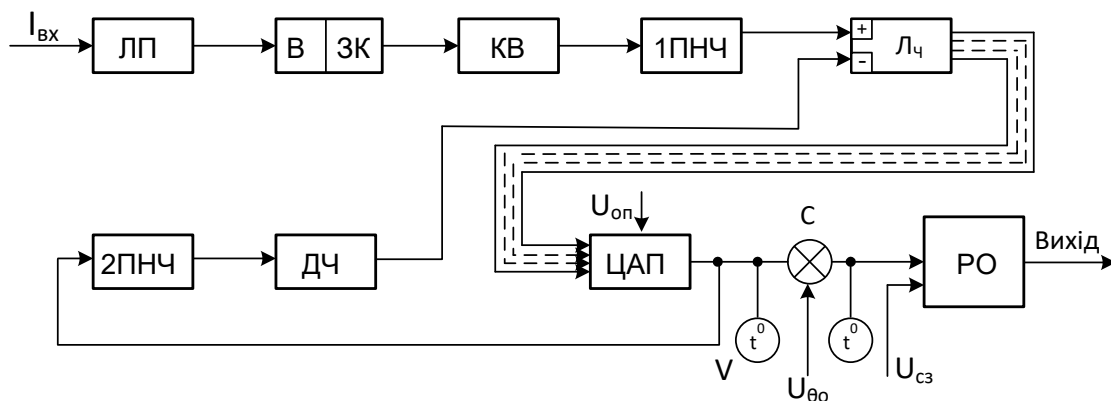 Iвх
ЛП
В ЗК
КВ
1ПНЧ
+
-
Лч
Uоп
С
2ПНЧ
ДЧ
ЦАП
РО
Вихід
t⁰
t⁰
V
Uθо
Uсз